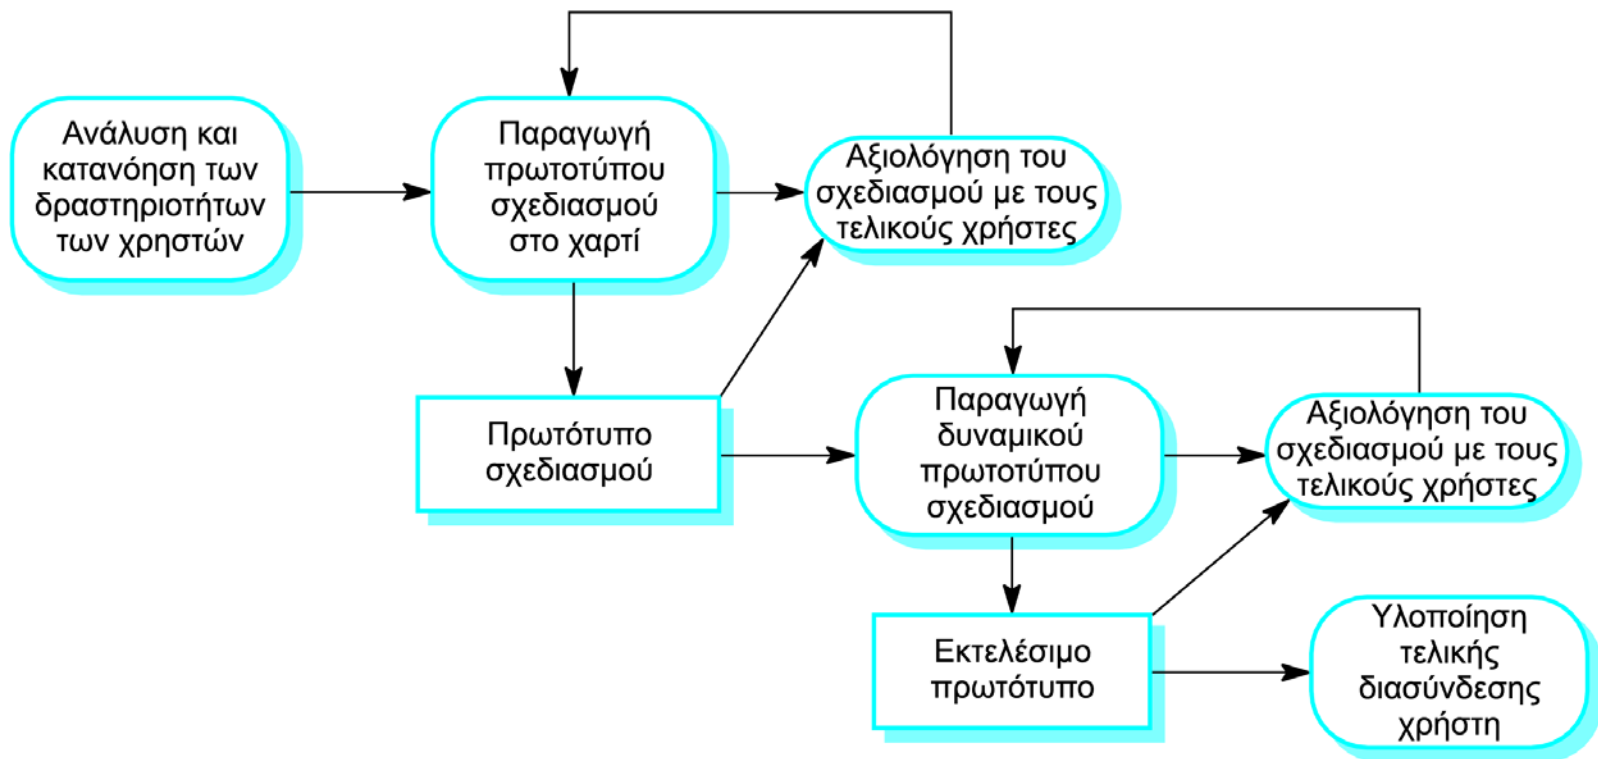 Ανάλυση και
κατανόηση των
δραστηριοτήτων
των χρηστών
Παραγωγή
πρωτοτύπου
σχεδιασμού
στο χαρτί
Αξιολόγηση του
σχεδιασμού με τους
τελικούς χρήστες
Πρωτότυπο
σχεδιασμού
Παραγωγή
δυναμικού
πρωτοτύπου
σχεδιασμού
Αξιολόγηση του
σχεδιασμού με τους
τελικούς χρήστες
Εκτελέσιμο
πρωτότυπο
Υλοποίηση
τελικής
διασύνδεσης
χρήστη